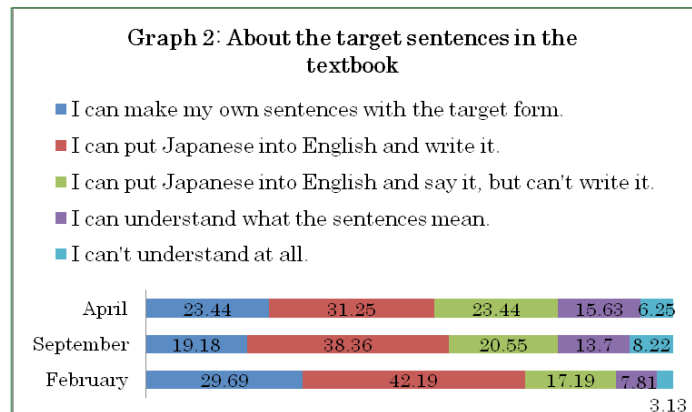 Graph 2: About the target sentences in the
textbook
I can make my own sentences with the target form.
I can put Japanese into English and write it.
I can put Japanese into English and say it, but can't write it.
I can understand what the sentences mean.
I can't understand at all.
April 23.44 31.25 23.44 15.63 6.25
September 19.18 38.36 20.55 13.7 8.22
February 29.69 42.19 17.19 7.81
3.13